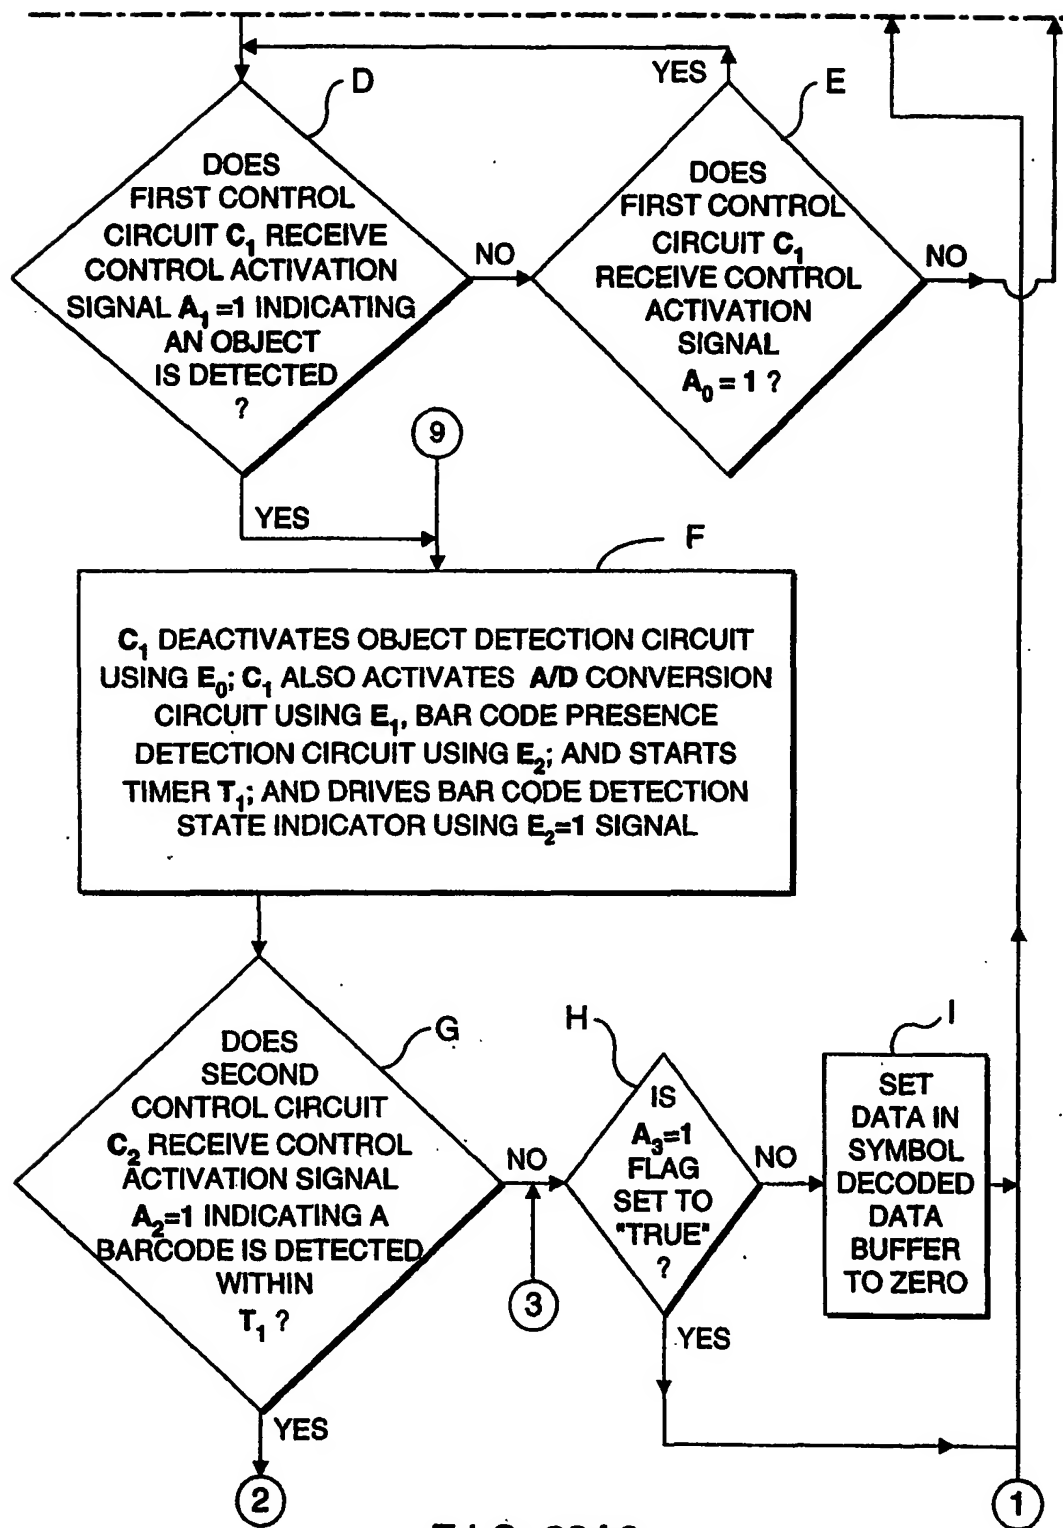 YES
D
E
DOES
FIRST CONTROL
CIRCUIT C1 RECEIVE
CONTROL ACTIVATION
SIGNAL A1 =1 INDICATING
AN OBJECT
IS DETECTED
?
NO
DOES
FIRST CONTROL
CIRCUIT C1
RECEIVE CONTROL
ACTIVATION
SIGNAL
A0 = 1 ?
NO
9
YES
F
C1 DEACTIVATES OBJECT DETECTION CIRCUIT
USING E0; C1 ALSO ACTIVATES A/D CONVERSION
CIRCUIT USING E1, BAR CODE PRESENCE
DETECTION CIRCUIT USING E2; AND STARTS
TIMER T1; AND DRIVES BAR CODE DETECTION
STATE INDICATOR USING E2=1 SIGNAL
G
DOES
SECOND
CONTROL CIRCUIT
C2 RECEIVE CONTROL
ACTIVATION SIGNAL
A2=1 INDICATING A
BARCODE IS DETECTED
WITHIN
T1 ?
NO
3
H
IS
A3=1
FLAG
SET TO
"TRUE"
?
NO
I
SET
DATA IN
SYMBOL
DECODED
DATA
BUFFER
TO ZERO
YES
YES
2
1